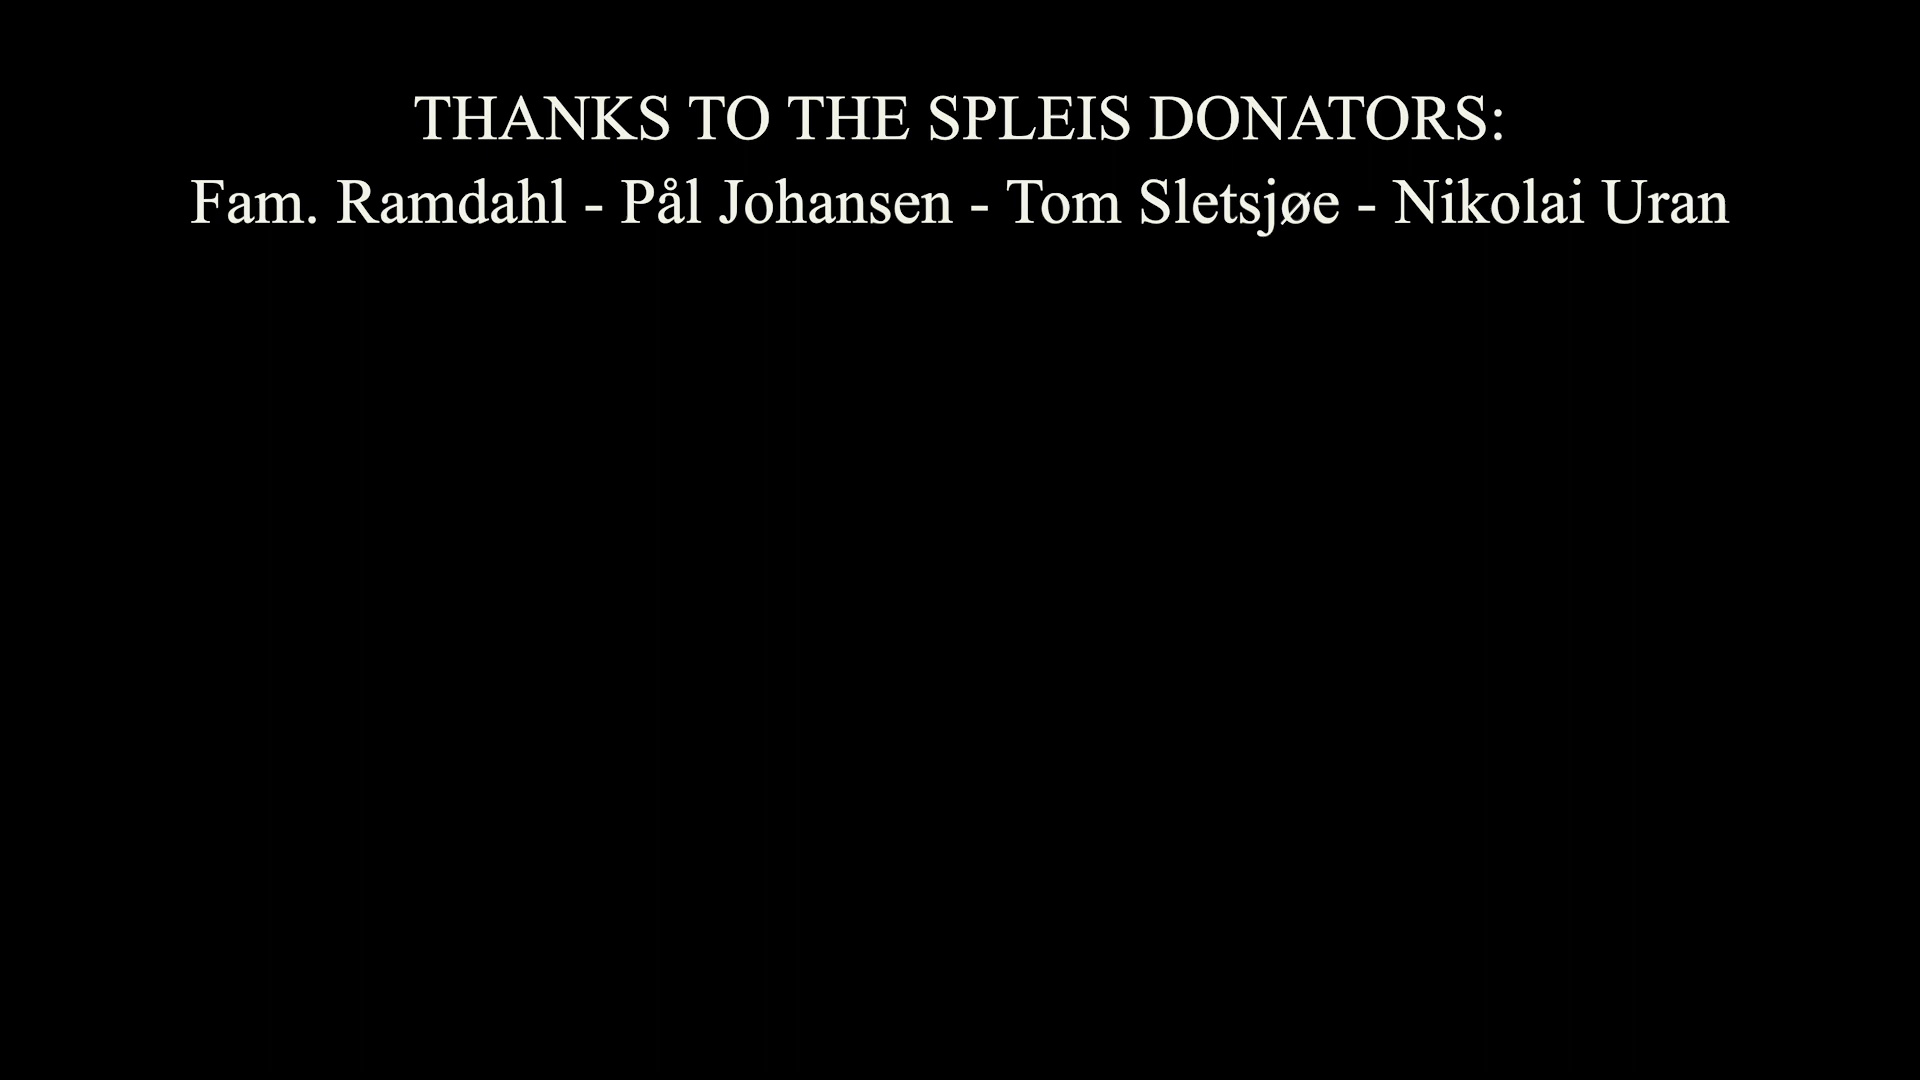 THANKS TO THE SPLEIS DONATORS:
Fam. Ramdahl - Pål Johansen - Tom Sletsjøe - Nikolai Uran